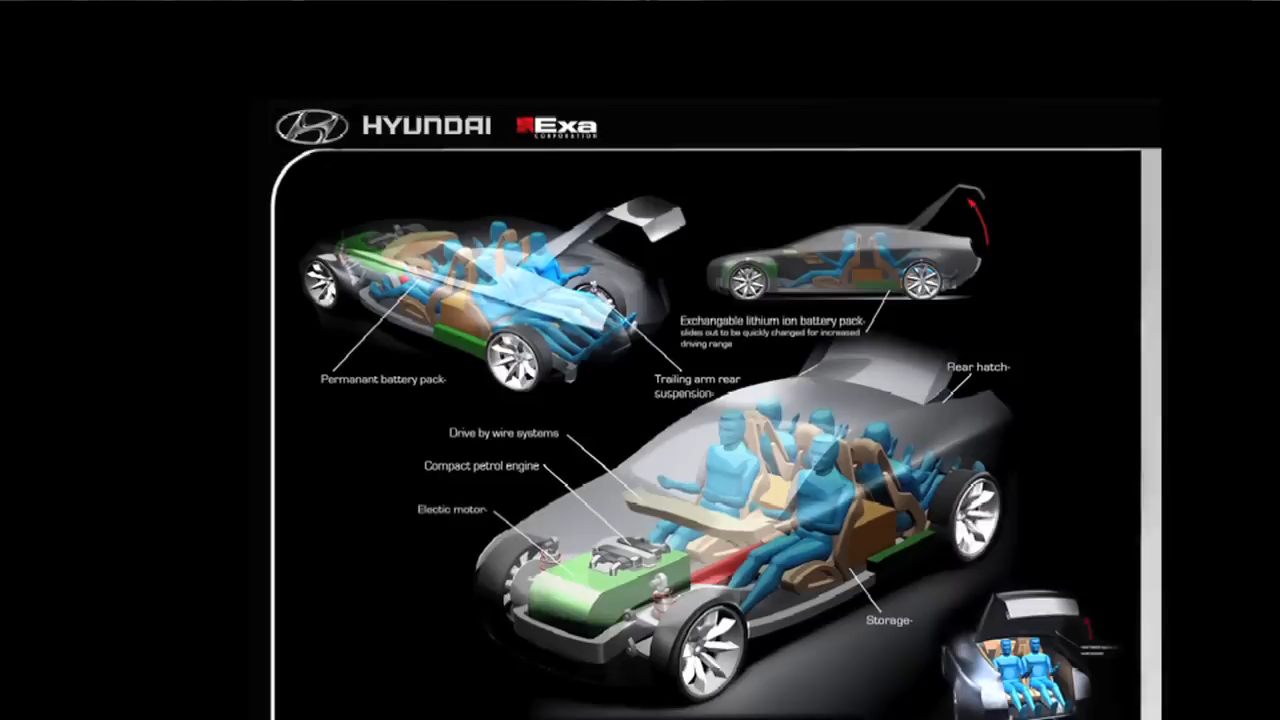 HYUNDAI
Exa
CORPORATION
Exchangable lithium ion battery pack-
slides out to be quickly changed for increased
driving range
Permanant battery pack-
Trailing arm rear
suspension-
Rear hatch-
Drive by wire systems
Compact petrol engine
Electic motor-
Storage-